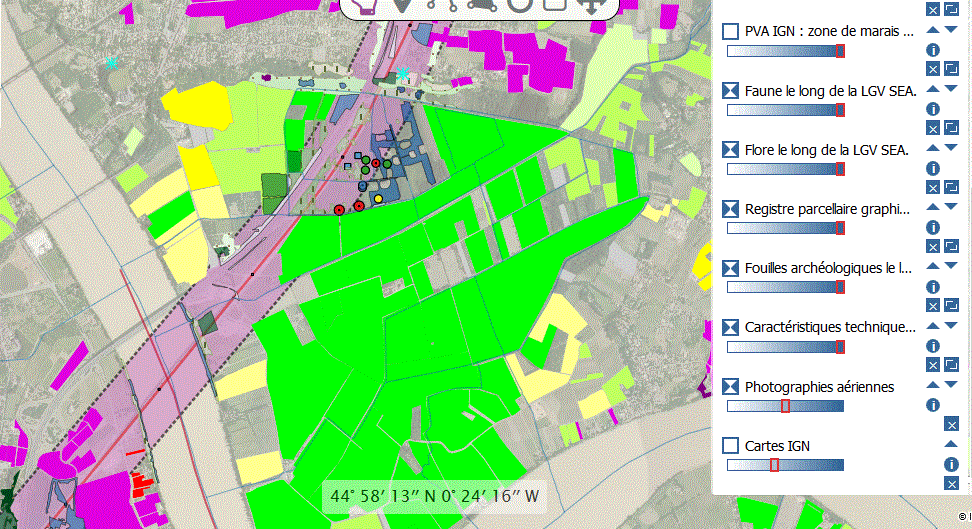 PVA IGN : zone de marais ...
Faune le long de la LGV SEA.
Flore le long de la LGV SEA.
Registre parcellaire graphi...
Fouilles archéologiques le l...
Caractéristiques technique...
Photographies aériennes
Cartes IGN
44° 58′ 13″ N 0° 24′ 16″ W
©